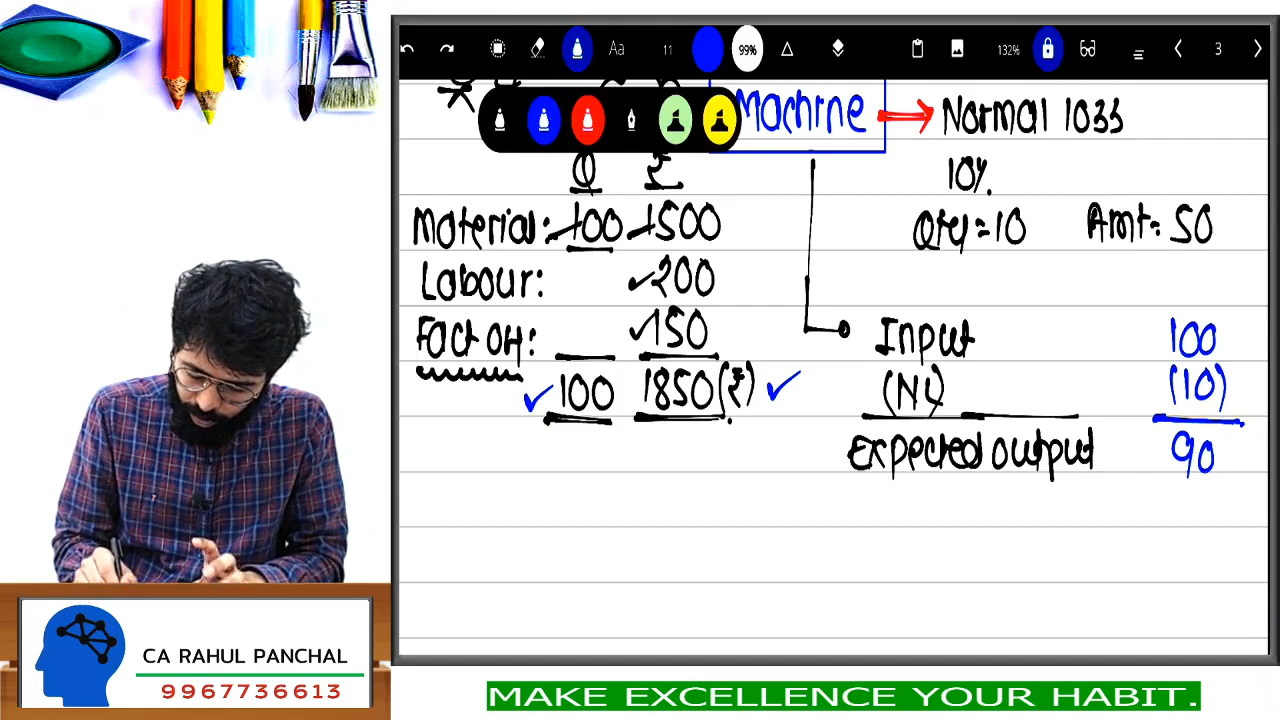 Aa 11 99% 132% 3
Machine → Normal loss
10%
Q ₹
Material: 100 1500 Qty = 10 Amt = 50
Labour: 200
Fact OH: 150 Input 100
100 1850 (₹) (NL) (10)
Expected output 90
CA RAHUL PANCHAL
9967736613
MAKE EXCELLENCE YOUR HABIT.